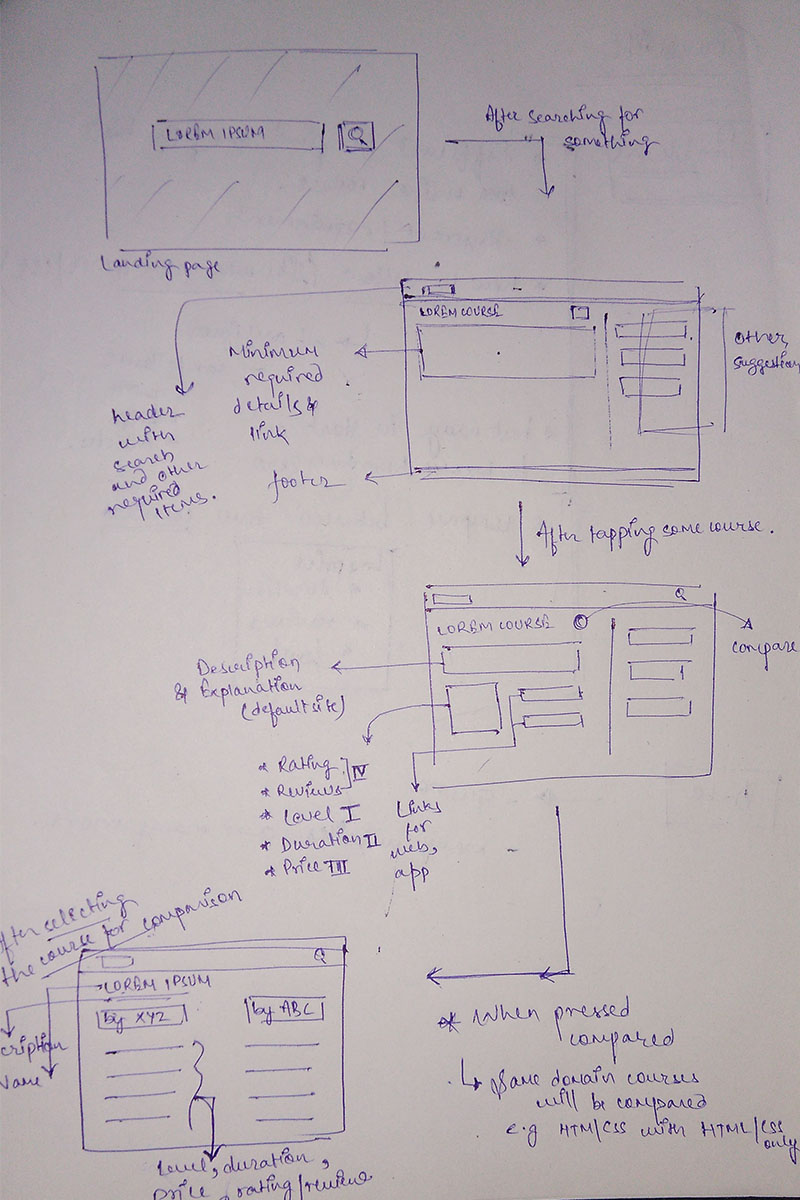 LOREM IPSUM
After searching for
something
Landing page
LOREM COURSE
Minimum
required
details &
link
Other
suggestion
header
with
search
and other
required
items.
footer
After tapping some course.
LOREM COURSE
compare
Description
& Explanation
(default site)
* Rating
* Reviews
IV
* Level I
* Duration II
* Price III
Links
for
web,
app
After selecting
the course for comparison
LOREM IPSUM
by XYZ
by ABC
cription
Name
* When pressed
compared
↳ Same domain courses
will be compared
e.g HTM/CSS with HTML/CSS
only
Level, duration,
Price, rating/review